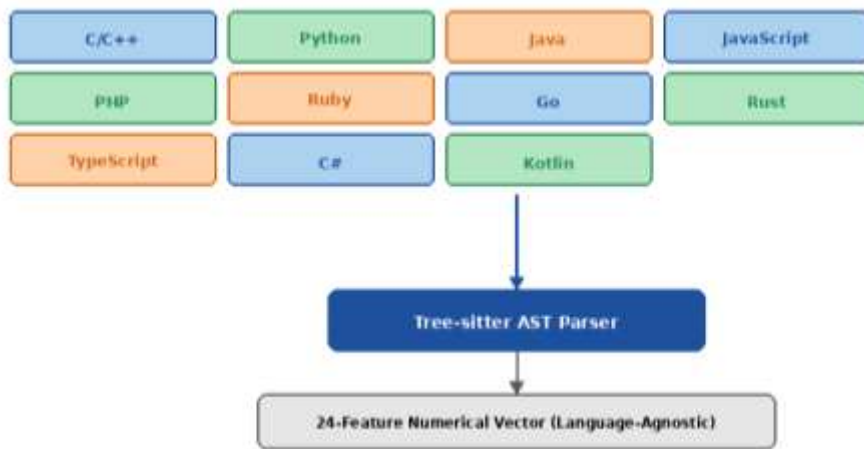 C/C++ Python Java JavaScript
PHP Ruby Go Rust
TypeScript C# Kotlin
Tree-sitter AST Parser
24-Feature Numerical Vector (Language-Agnostic)